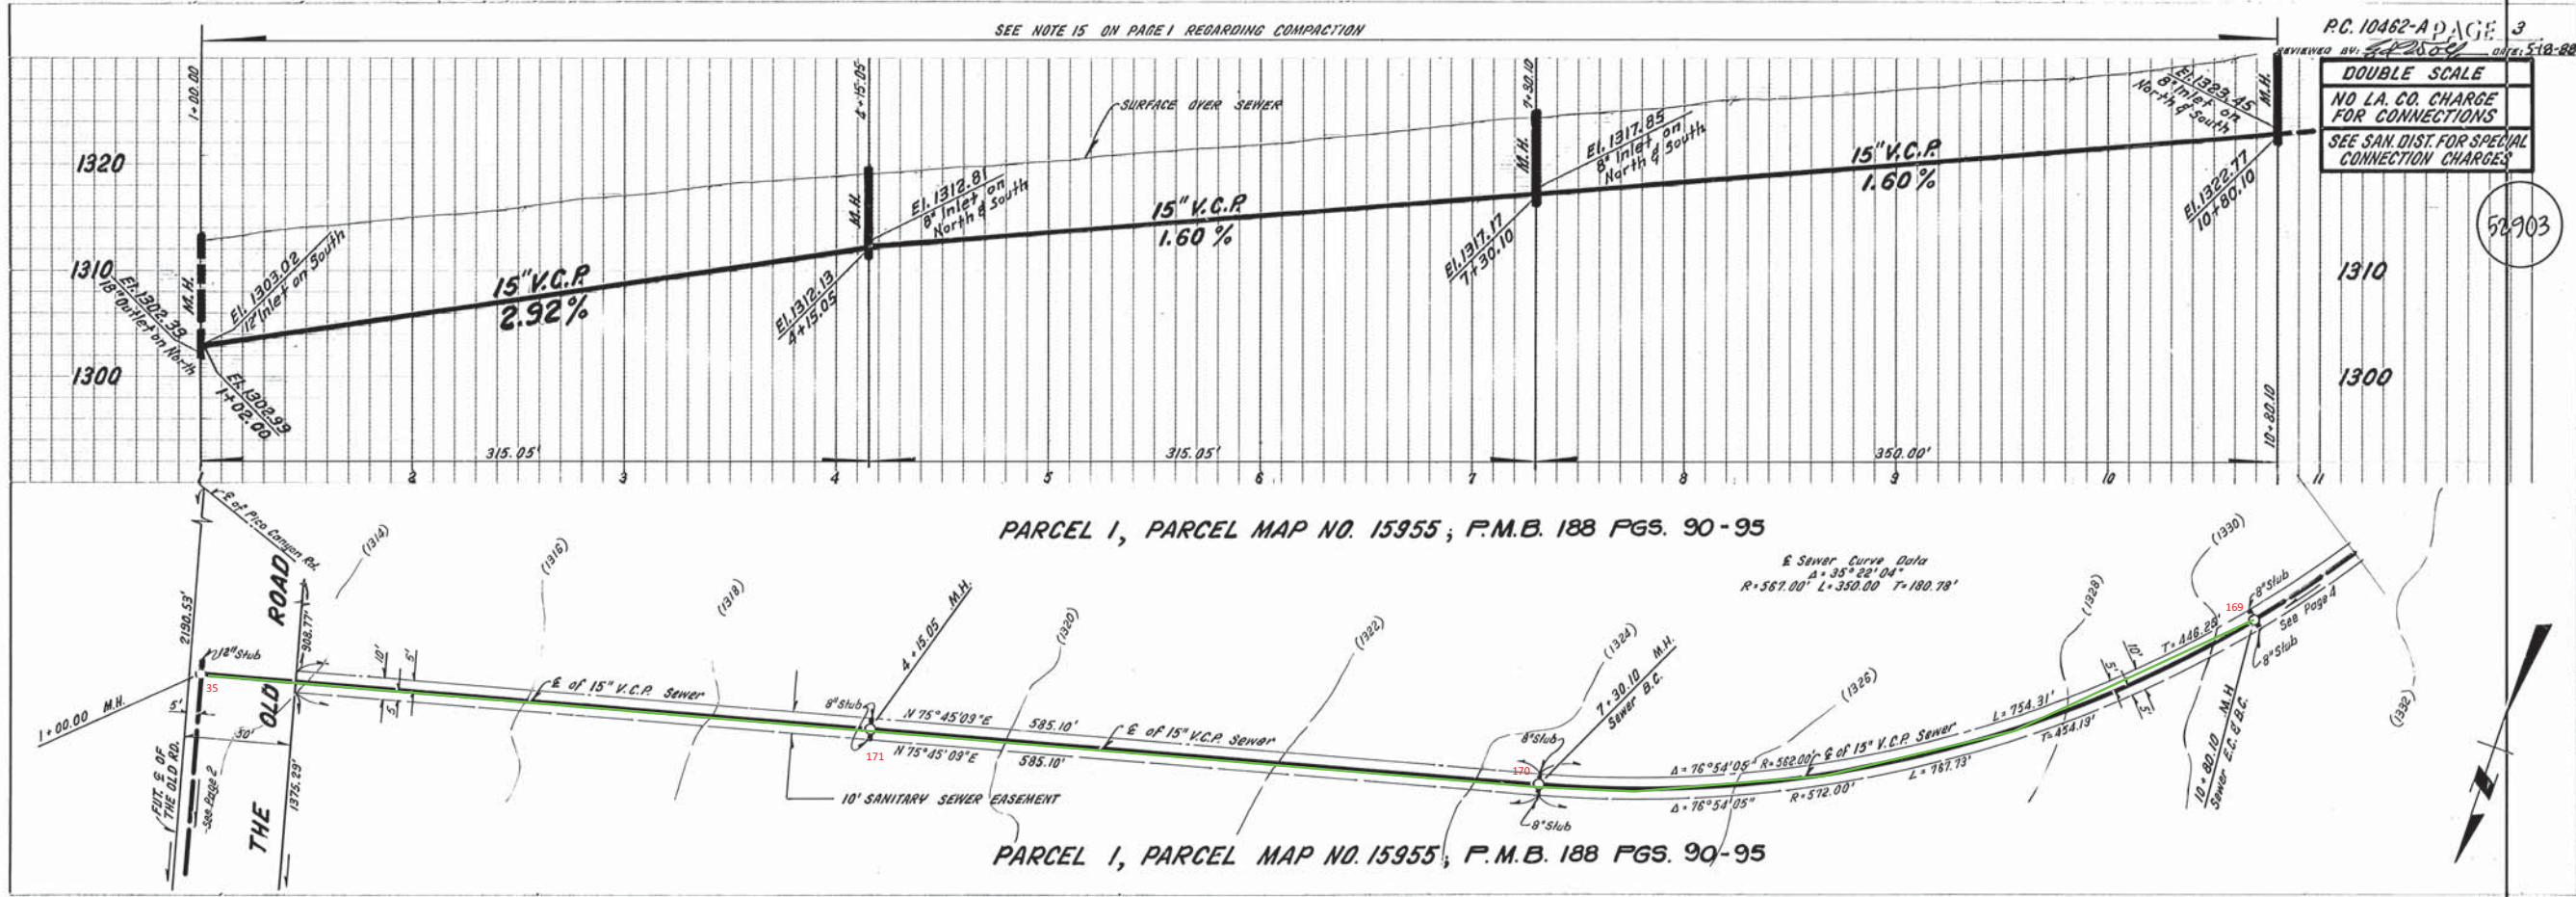 SEE NOTE 15 ON PAGE 1 REGARDING COMPACTION
P.C. 10462-A PAGE 3
REVIEWED BY: DATE: 5-18-88
DOUBLE SCALE
NO LA. CO. CHARGE
FOR CONNECTIONS
SEE SAN. DIST. FOR SPECIAL
CONNECTION CHARGES
52903
1+00.00
4+15.05
7+30.10
SURFACE OVER SEWER
M.H.
M.H.
M.H.
M.H.
1320
1310
1300
1310
1300
El. 1302.39
18" Outlet on North
El. 1303.02
12" Inlet on South
El. 1302.99
1+02.00
15" V.C.P.
2.92%
El. 1312.13
4+15.05
El. 1312.81
8" Inlet on
North & South
15" V.C.P.
1.60 %
El. 1317.17
7+30.10
El. 1317.85
8" Inlet on
North & South
15" V.C.P.
1.60 %
El. 1323.45
8" Inlet on
North & South
El. 1322.77
10+80.10
10+80.10
315.05'
315.05'
350.00'
1 2 3 4 5 6 7 8 9 10 11
℄ of Pico Canyon Rd.
PARCEL 1, PARCEL MAP NO. 15955; P.M.B. 188 PGS. 90-95
℄ Sewer Curve Data
Δ = 35° 22' 04"
R=567.00' L=350.00 T=180.78'
(1314)
(1316)
(1318)
(1320)
(1322)
(1324)
(1326)
(1328)
(1330)
(1332)
2190.53'
THE OLD ROAD
908.77'
12" Stub
35
1+00.00 M.H.
5'
50'
FUT. ℄ OF
THE OLD RD.
See Page 2
1375.29'
10'
5'
5'
℄ of 15" V.C.P. Sewer
8" Stub
4+15.05 M.H.
171
N 75°45'09"E 585.10'
N 75°45'09"E 585.10'
℄ of 15" V.C.P. Sewer
10' SANITARY SEWER EASEMENT
170
7+30.10 M.H.
Sewer B.C.
8" Stub
8" Stub
Δ = 76°54'05" R=562.00'
℄ of 15" V.C.P. Sewer
L = 754.31'
Δ = 76°54'05" R=572.00'
L = 767.73'
T=454.19'
T=446.26'
5'
10'
5'
169
8" Stub
8" Stub
See Page 4
10+80.10 M.H
Sewer E.C. & B.C.
PARCEL 1, PARCEL MAP NO. 15955; P.M.B. 188 PGS. 90-95